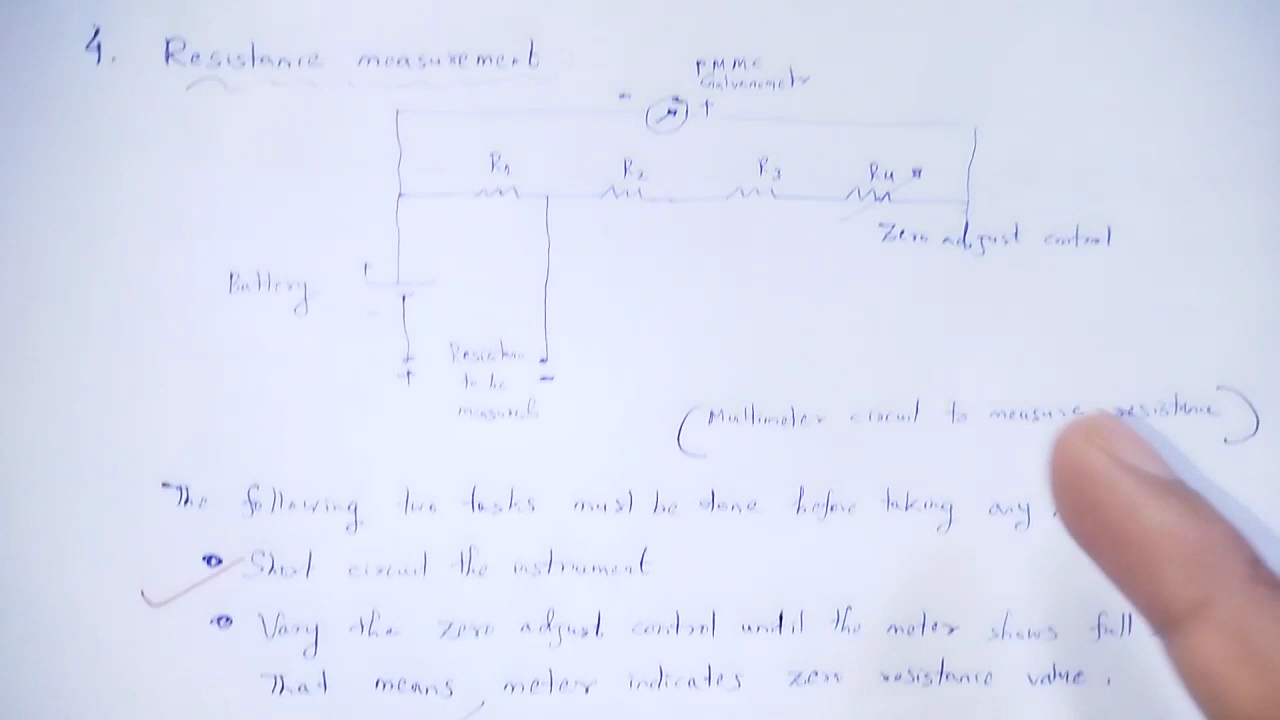 4. Resistance measurement
PMMC
Galvanometer
- +
R1 R2 R3 R4
Zero adjust control
+
Battery
Resistance
to be
measured
+ -
(Multimeter circuit to measure resistance)
The following two tasks must be done before taking any
• Short circuit the instrument
• Vary the zero adjust control until the meter shows full
That means, meter indicates zero resistance value.